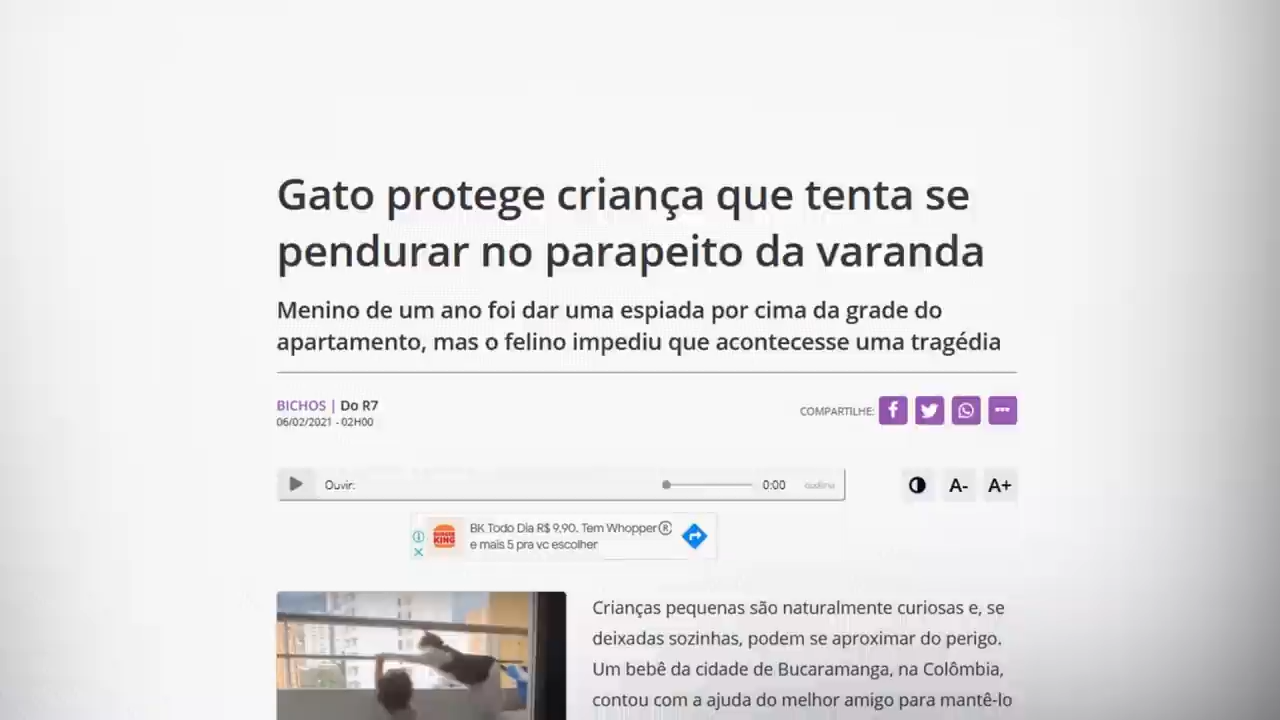 Gato protege criança que tenta se
pendurar no parapeito da varanda
Menino de um ano foi dar uma espiada por cima da grade do
apartamento, mas o felino impediu que acontecesse uma tragédia
BICHOS | Do R7
06/02/2021 - 02H00
COMPARTILHE:
Ouvir:
0:00
A-
A+
BURGER
KING
BK Todo Dia R$ 9,90. Tem Whopper®
e mais 5 pra vc escolher
Crianças pequenas são naturalmente curiosas e, se
deixadas sozinhas, podem se aproximar do perigo.
Um bebê da cidade de Bucaramanga, na Colômbia,
contou com a ajuda do melhor amigo para mantê-lo